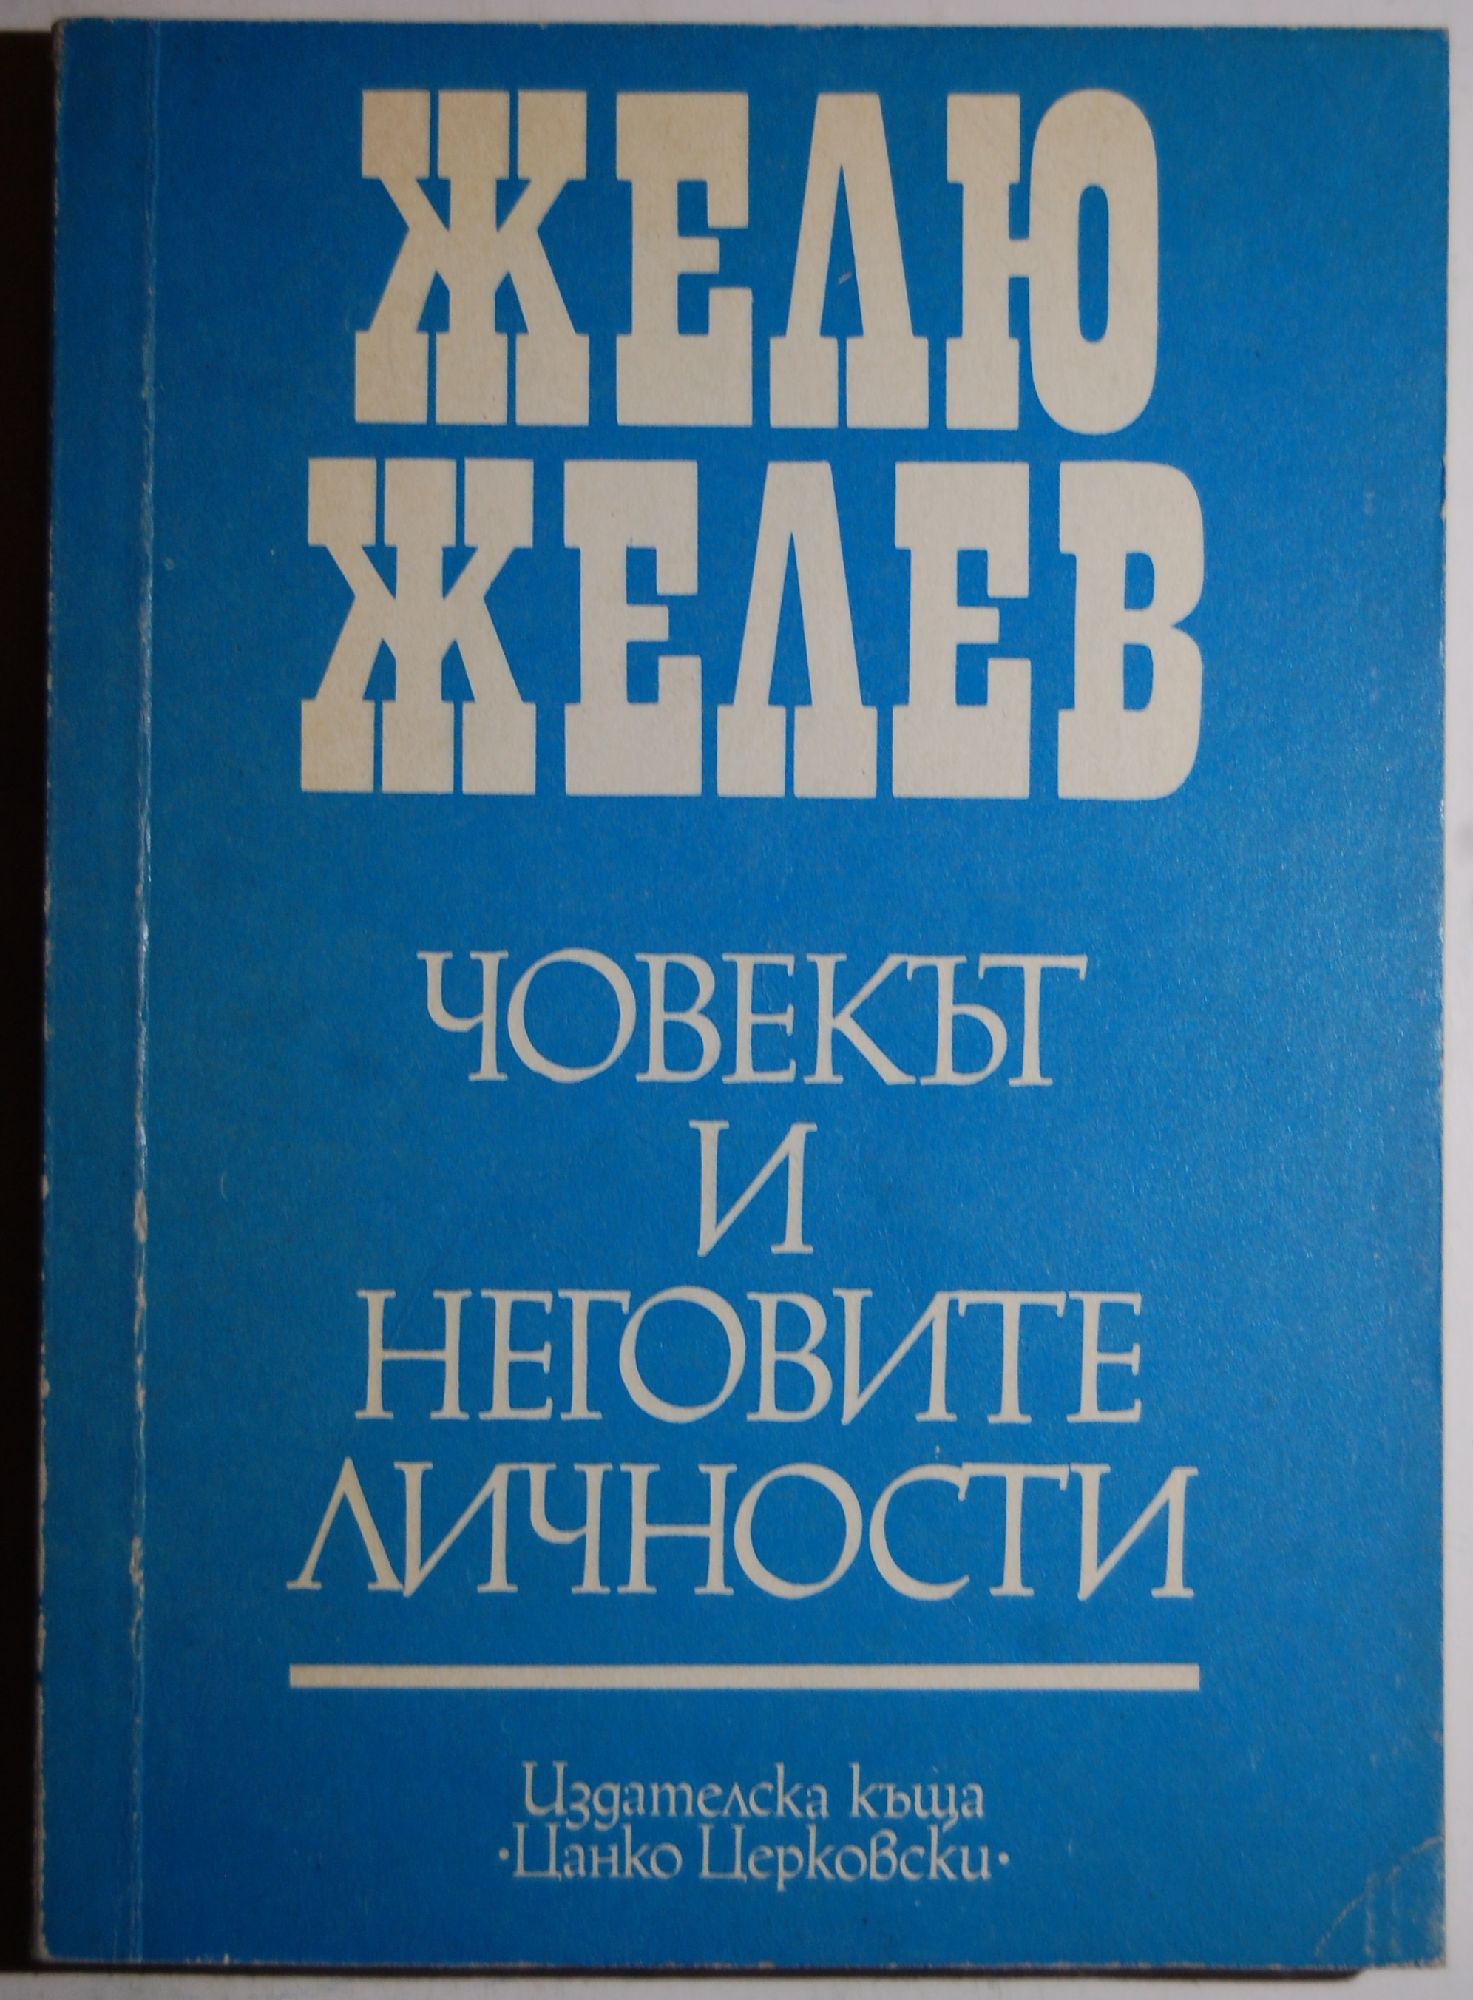 ЖЕЛЮ
ЖЕЛЕВ
ЧОВЕКЪТ
И
НЕГОВИТЕ
ЛИЧНОСТИ
Издателска къща
·Цанко Церковски·